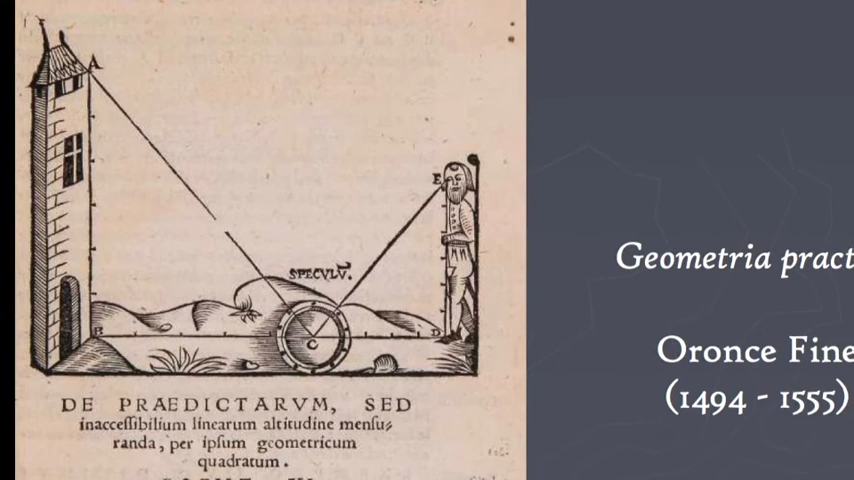 A
E
SPECVLV̄.
B
C
D
DE PRAEDICTARVM, SED
inaccessibilium linearum altitudine mensu-
randa, per ipsum geometricum
quadratum.
Geometria pract
Oronce Fine
(1494 - 1555)